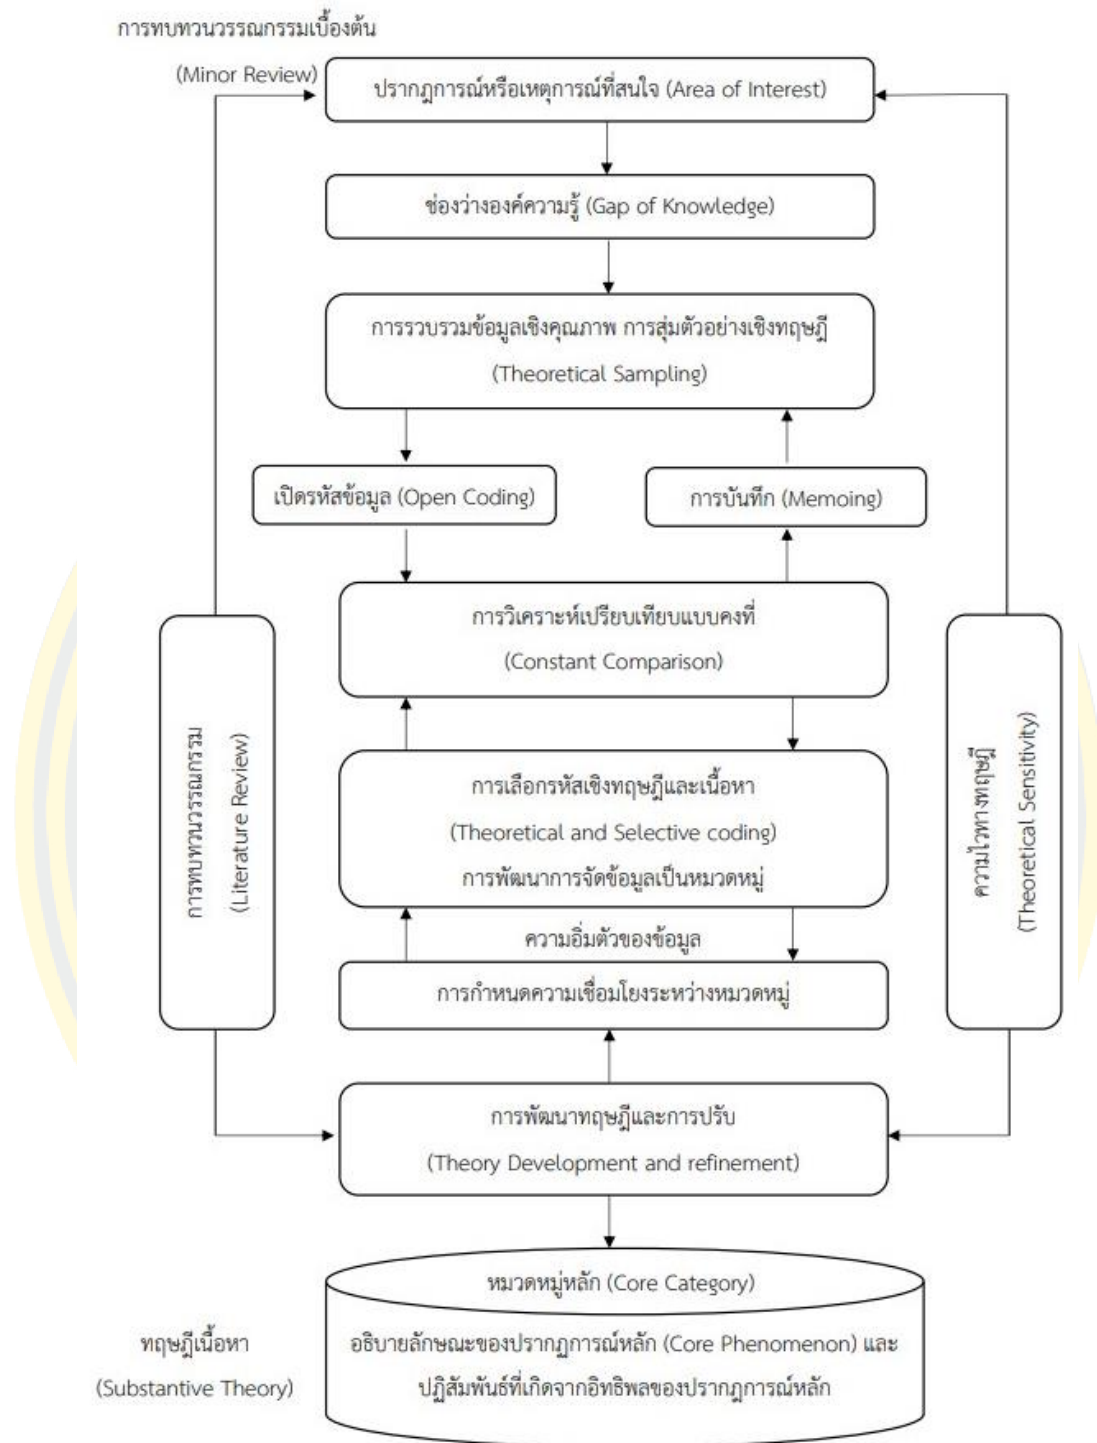 การทบทวนวรรณกรรมเบื้องต้น
(Minor Review)
ปรากฎการณ์หรือเหตุการณ์ที่สนใจ (Area of Interest)
ช่องว่างองค์ความรู้ (Gap of Knowledge)
การรวบรวมข้อมูลเชิงคุณภาพ การสุ่มตัวอย่างเชิงทฤษฎี
(Theoretical Sampling)
เปิดรหัสข้อมูล (Open Coding)
การบันทึก (Memoing)
การวิเคราะห์เปรียบเทียบแบบคงที่
(Constant Comparison)
การทบทวนวรรณกรรม
(Literature Review)
ความไวทางทฤษฎี
(Theoretical Sensitivity)
การเลือกรหัสเชิงทฤษฎีและเนื้อหา
(Theoretical and Selective coding)
การพัฒนาการจัดข้อมูลเป็นหมวดหมู่
ความอิ่มตัวของข้อมูล
การกำหนดความเชื่อมโยงระหว่างหมวดหมู่
การพัฒนาทฤษฎีและการปรับ
(Theory Development and refinement)
หมวดหมู่หลัก (Core Category)
ทฤษฎีเนื้อหา
(Substantive Theory)
อธิบายลักษณะของปรากฏการณ์หลัก (Core Phenomenon) และ
ปฏิสัมพันธ์ที่เกิดจากอิทธิพลของปรากฎการณ์หลัก